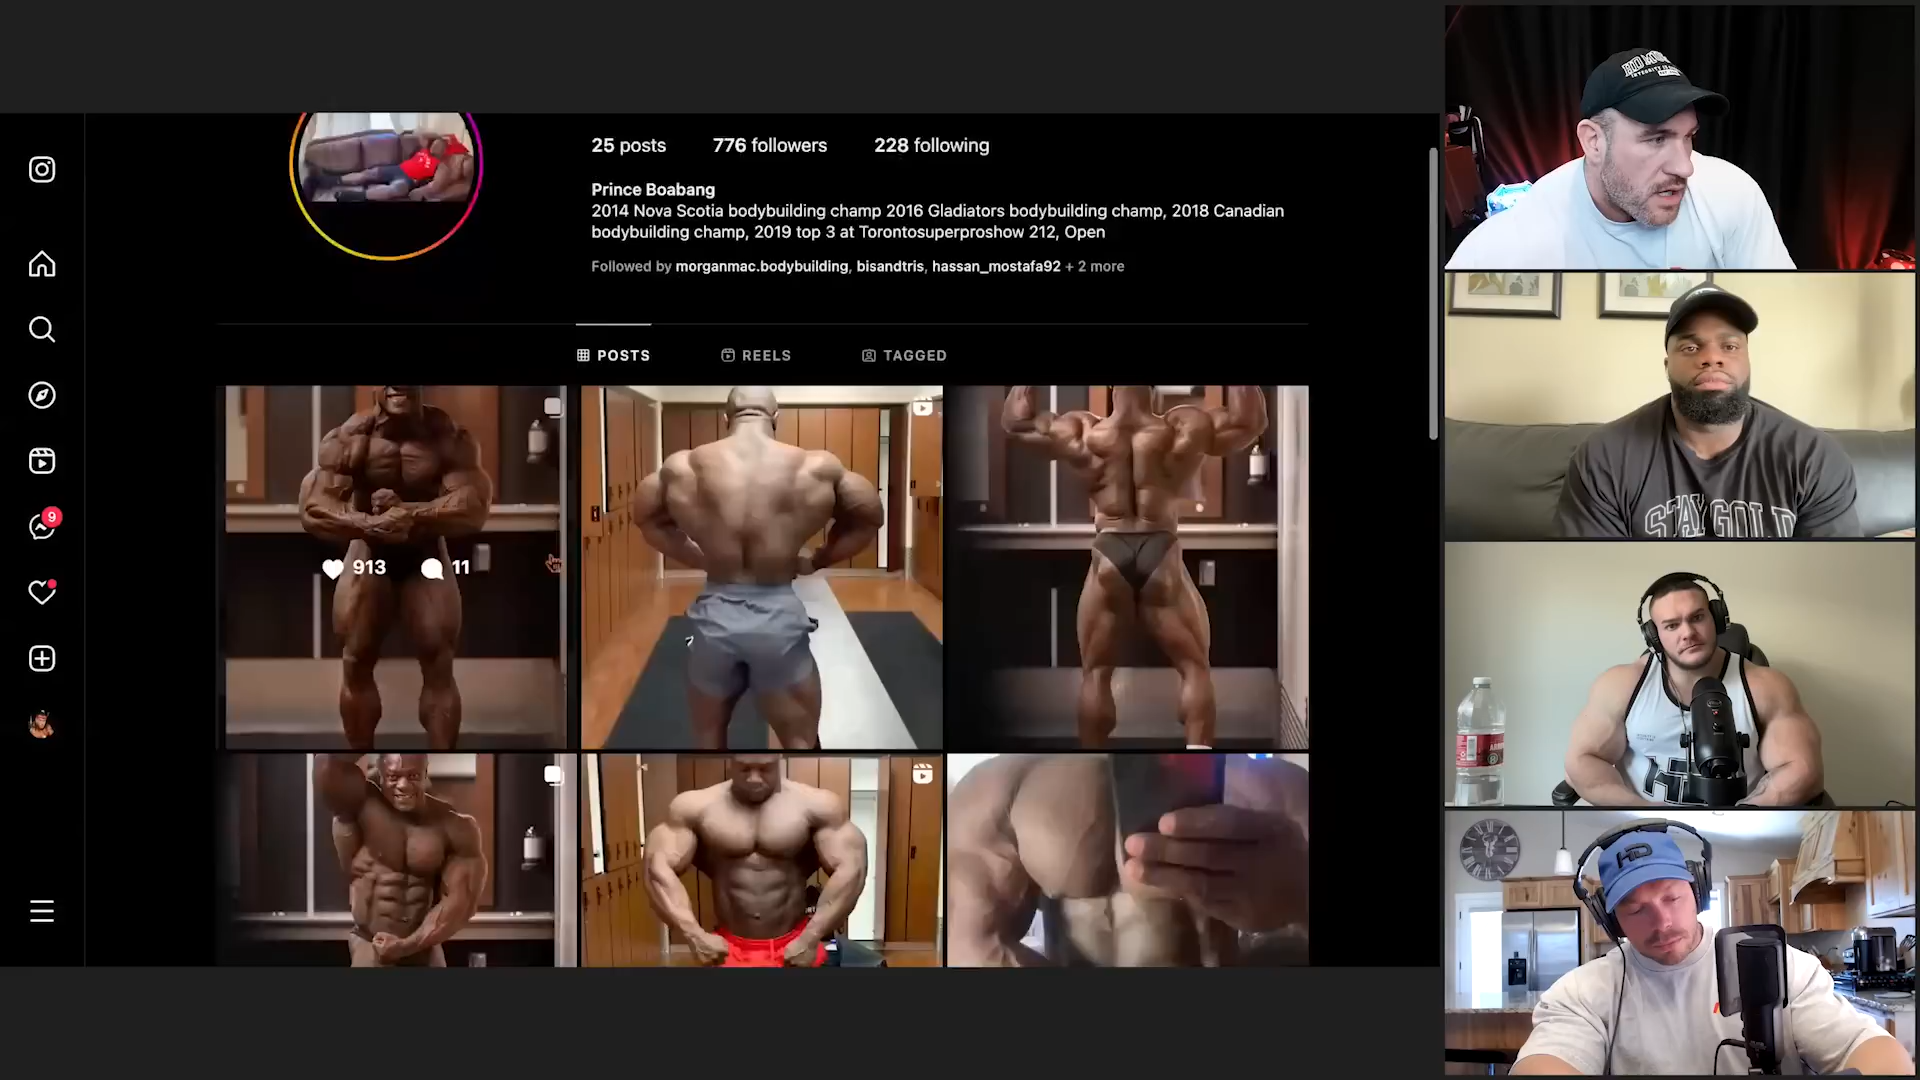 25 posts 776 followers 228 following
Prince Boabang
2014 Nova Scotia bodybuilding champ 2016 Gladiators bodybuilding champ, 2018 Canadian
bodybuilding champ, 2019 top 3 at Torontosuperproshow 212, Open
Followed by morganmac.bodybuilding, bisandtris, hassan_mostafa92 + 2 more
POSTS REELS TAGGED
9
913 11
STAY GOLD
HD